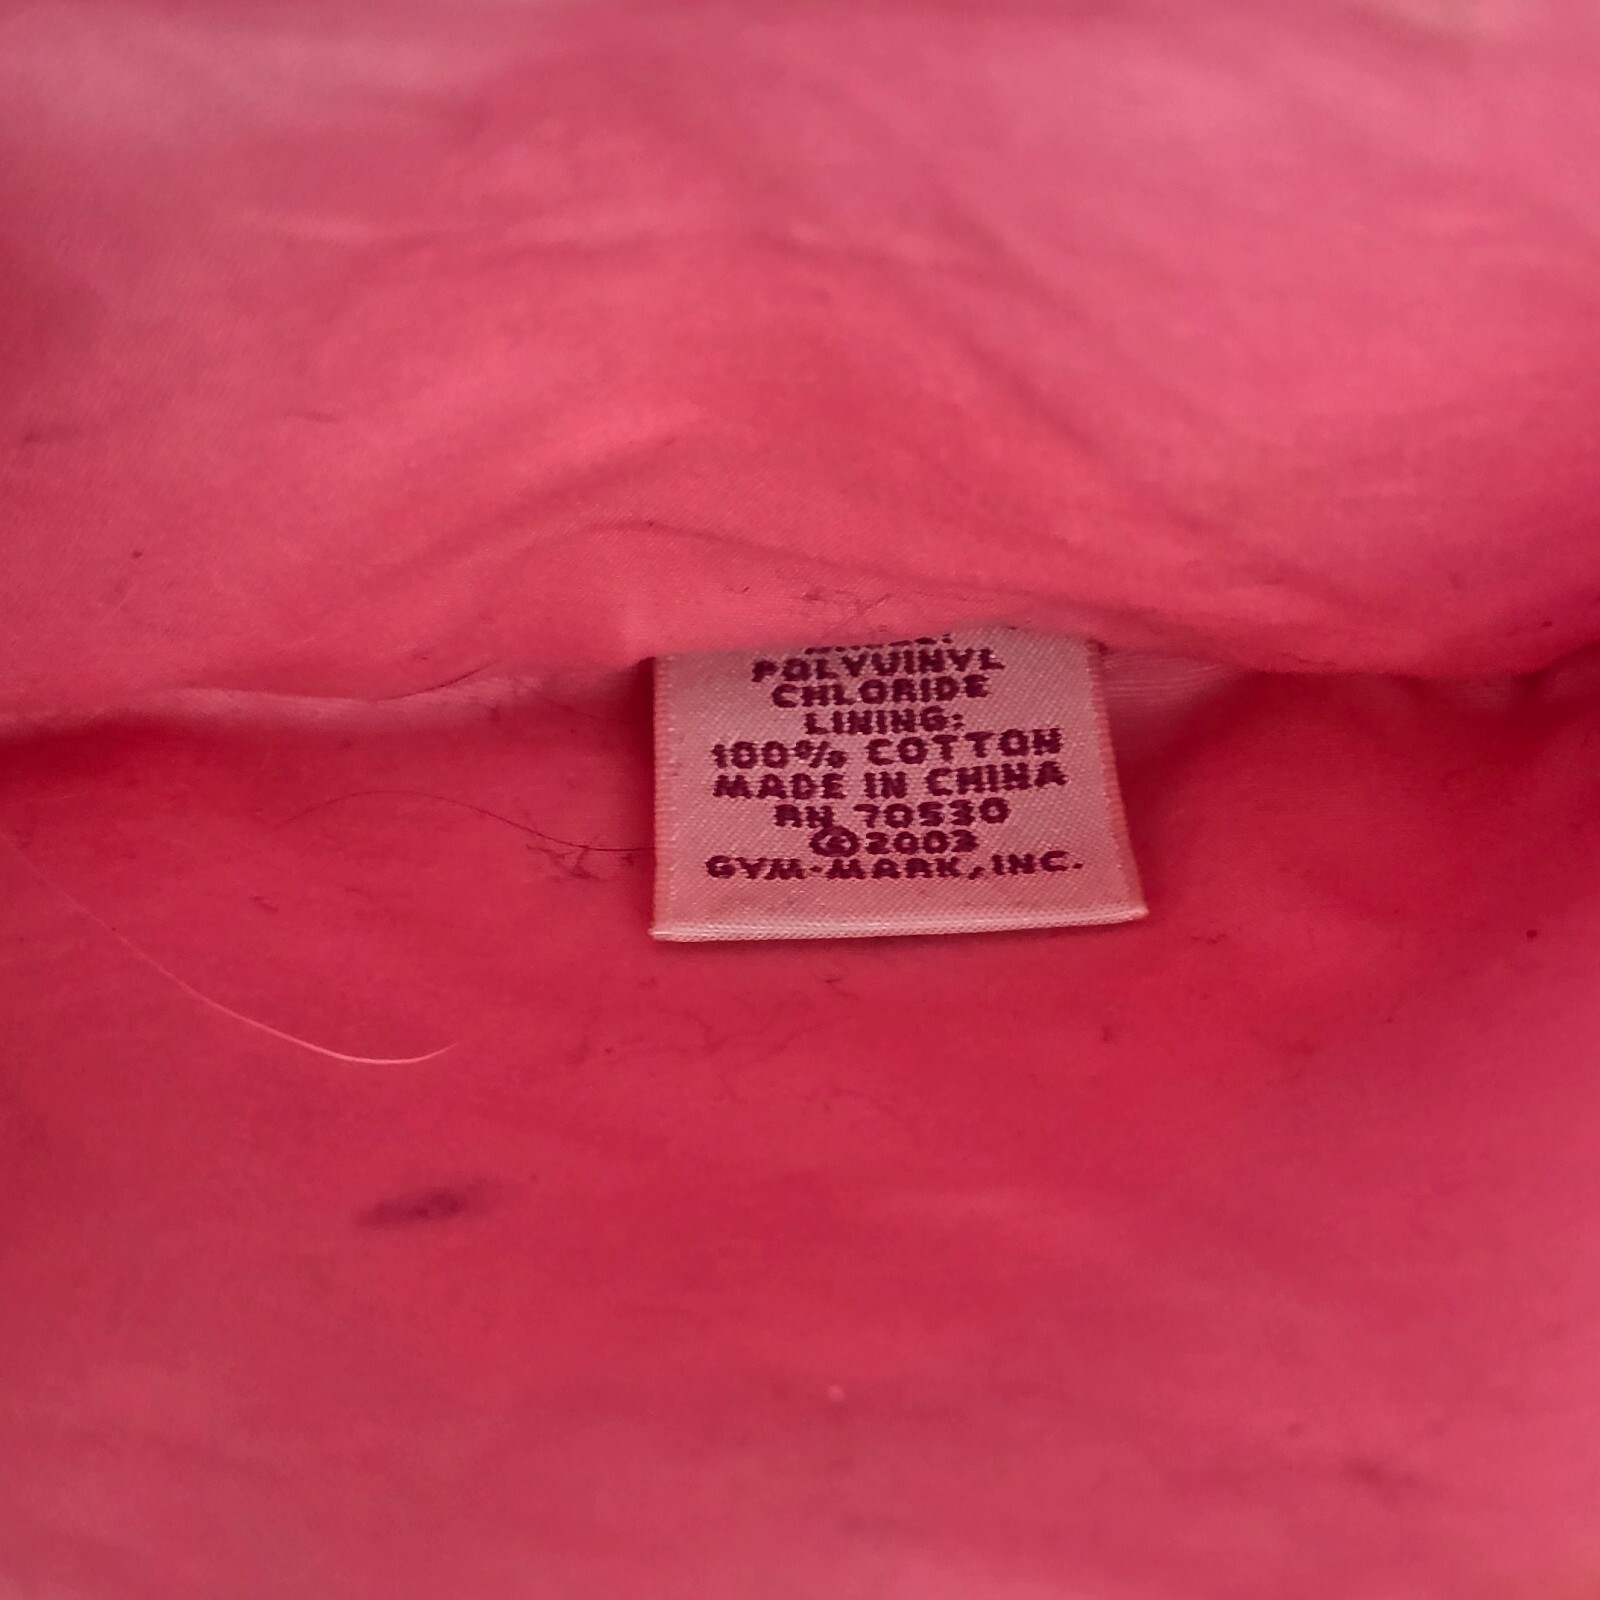 POLYVINYL
CHLORIDE
LINING:
100% COTTON
MADE IN CHINA
RN 70530
©2003
GYM-MARK, INC.